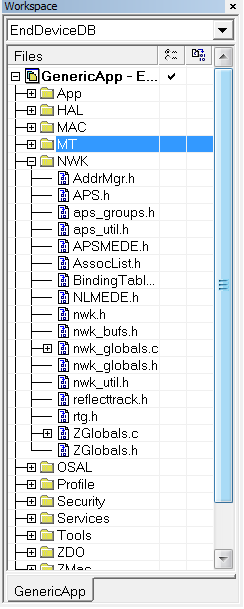 Workspace
EndDeviceDB
Files
GenericApp - E...
App
HAL
MAC
MT
NWK
AddrMgr.h
APS.h
aps_groups.h
aps_util.h
APSMEDE.h
AssocList.h
BindingTabl...
NLMEDE.h
nwk.h
nwk_bufs.h
nwk_globals.c
nwk_globals.h
nwk_util.h
reflecttrack.h
rtg.h
ZGlobals.c
ZGlobals.h
OSAL
Profile
Security
Services
Tools
ZDO
ZMac
GenericApp